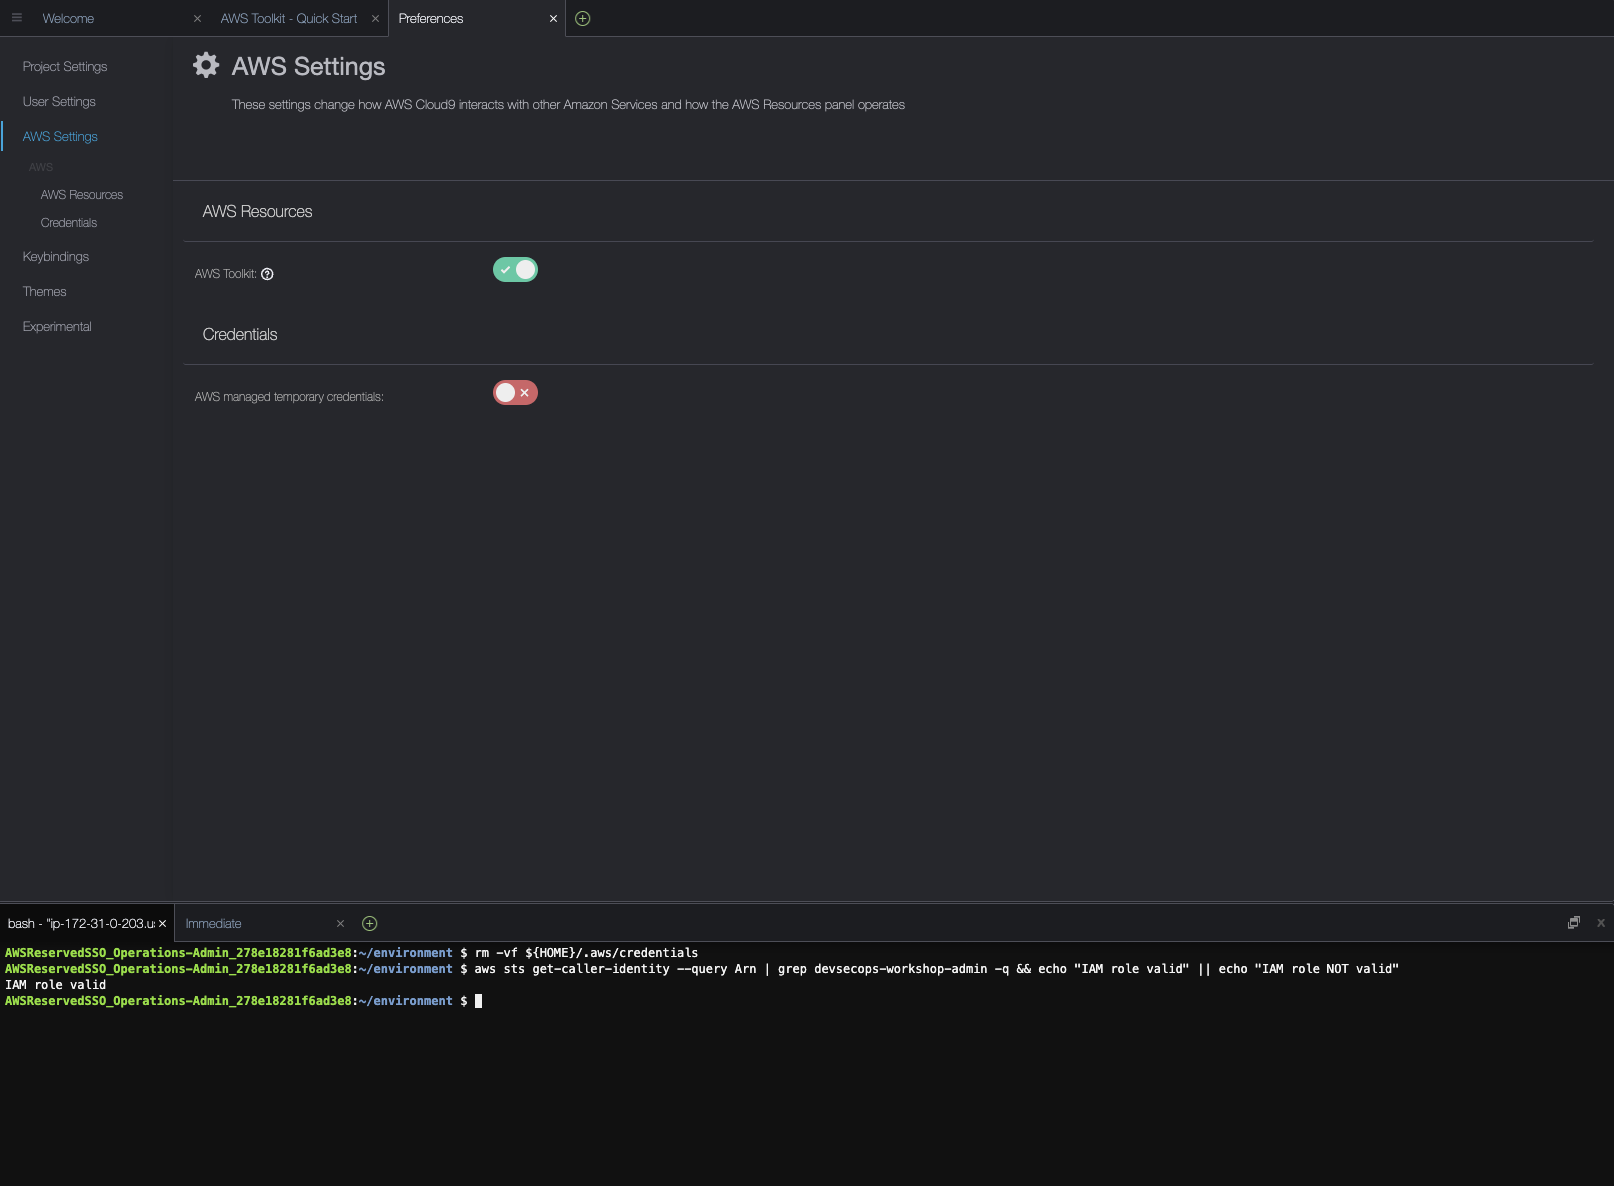 Welcome
AWS Toolkit - Quick Start
Preferences
Project Settings
User Settings
AWS Settings
AWS
AWS Resources
Credentials
Keybindings
Themes
Experimental
AWS Settings
These settings change how AWS Cloud9 interacts with other Amazon Services and how the AWS Resources panel operates
AWS Resources
AWS Toolkit:
Credentials
AWS managed temporary credentials:
bash - "ip-172-31-0-203.u:
Immediate
AWSReservedSSO_Operations-Admin_278e18281f6ad3e8:~/environment $ rm -vf ${HOME}/.aws/credentials
AWSReservedSSO_Operations-Admin_278e18281f6ad3e8:~/environment $ aws sts get-caller-identity --query Arn | grep devsecops-workshop-admin -q && echo "IAM role valid" || echo "IAM role NOT valid"
IAM role valid
AWSReservedSSO_Operations-Admin_278e18281f6ad3e8:~/environment $